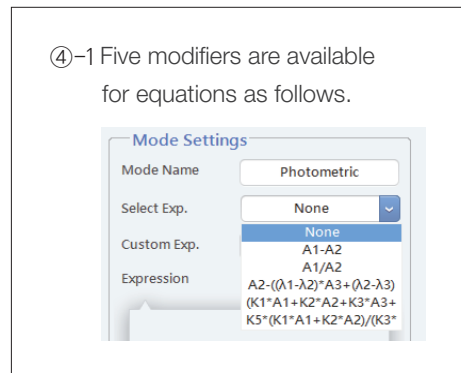 ④-1 Five modifiers are available
for equations as follows.
Mode Settings
Mode Name Photometric
Select Exp. None
None
Custom Exp.
A1-A2
A1/A2
Expression
A2-((λ1-λ2)*A3+(λ2-λ3)
(K1*A1+K2*A2+K3*A3+
K5*(K1*A1+K2*A2)/(K3*